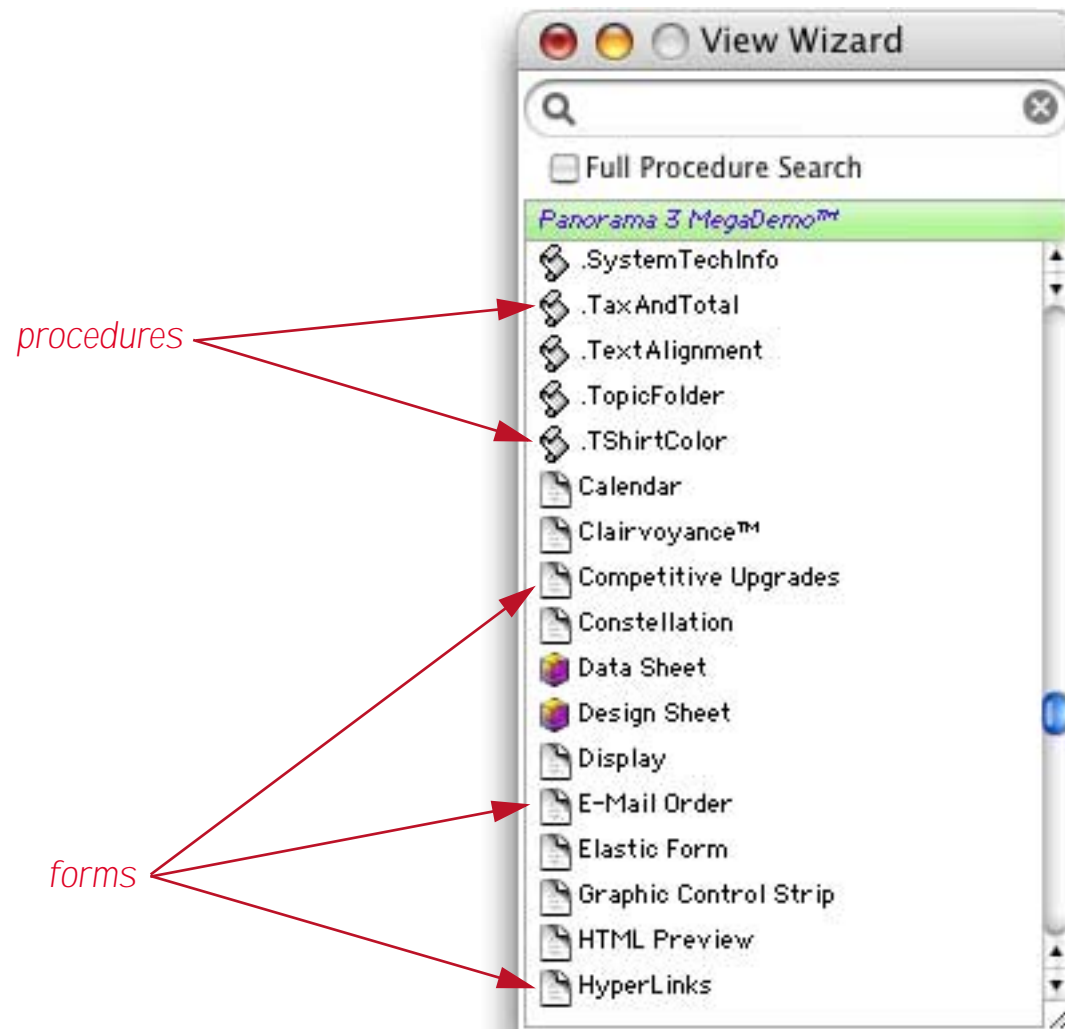 View Wizard
Full Procedure Search
Panorama 3 MegaDemo™
.SystemTechInfo
.TaxAndTotal
procedures
.TextAlignment
.TopicFolder
.TShirtColor
Calendar
Clairvoyance™
Competitive Upgrades
Constellation
Data Sheet
Design Sheet
Display
E-Mail Order
Elastic Form
forms
Graphic Control Strip
HTML Preview
HyperLinks